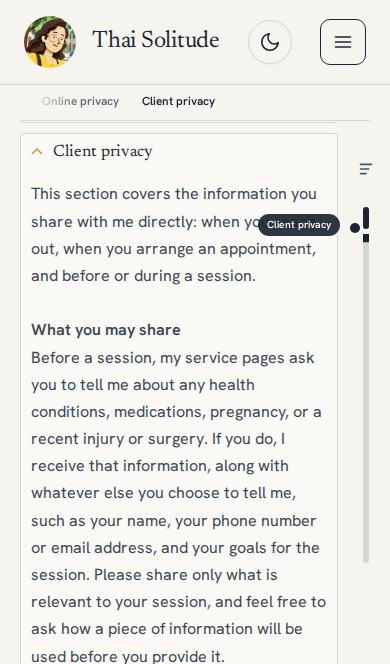 Thai Solitude
Online privacy
Client privacy
Client privacy
This section covers the information you
share with me directly: when yo
Client privacy
out, when you arrange an appointment,
and before or during a session.
What you may share
Before a session, my service pages ask
you to tell me about any health
conditions, medications, pregnancy, or a
recent injury or surgery. If you do, I
receive that information, along with
whatever else you choose to tell me,
such as your name, your phone number
or email address, and your goals for the
session. Please share only what is
relevant to your session, and feel free to
ask how a piece of information will be
used before you provide it.